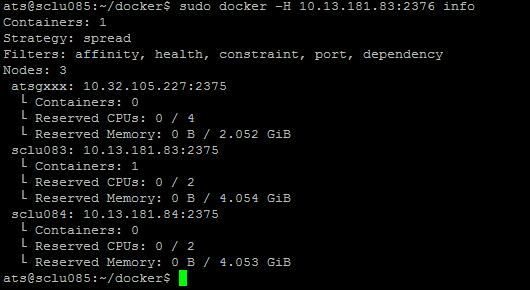 ats@sclu085:~/docker$ sudo docker -H 10.13.181.83:2376 info
Containers: 1
Strategy: spread
Filters: affinity, health, constraint, port, dependency
Nodes: 3
 atsgxxx: 10.32.105.227:2375
  └ Containers: 0
  └ Reserved CPUs: 0 / 4
  └ Reserved Memory: 0 B / 2.052 GiB
 sclu083: 10.13.181.83:2375
  └ Containers: 1
  └ Reserved CPUs: 0 / 2
  └ Reserved Memory: 0 B / 4.054 GiB
 sclu084: 10.13.181.84:2375
  └ Containers: 0
  └ Reserved CPUs: 0 / 2
  └ Reserved Memory: 0 B / 4.053 GiB
ats@sclu085:~/docker$